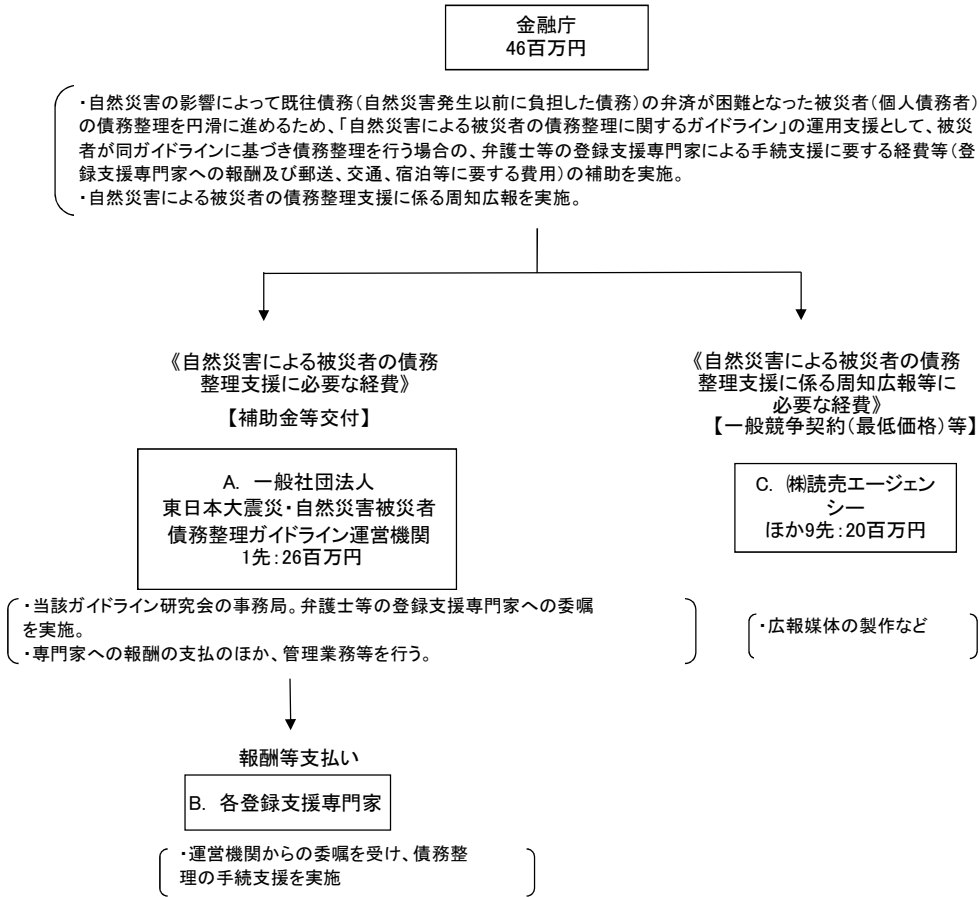 金融庁
46百万円
・自然災害の影響によって既往債務(自然災害発生以前に負担した債務)の弁済が困難となった被災者(個人債務者)
の債務整理を円滑に進めるため、「自然災害による被災者の債務整理に関するガイドライン」の運用支援として、被災
者が同ガイドラインに基づき債務整理を行う場合の、弁護士等の登録支援専門家による手続支援に要する経費等(登
録支援専門家への報酬及び郵送、交通、宿泊等に要する費用)の補助を実施。
・自然災害による被災者の債務整理支援に係る周知広報を実施。
《自然災害による被災者の債務
整理支援に必要な経費》
【補助金等交付】
A. 一般社団法人
東日本大震災・自然災害被災者
債務整理ガイドライン運営機関
1先：26百万円
・当該ガイドライン研究会の事務局。弁護士等の登録支援専門家への委嘱
を実施。
・専門家への報酬の支払のほか、管理業務等を行う。
報酬等支払い
B. 各登録支援専門家
・運営機関からの委嘱を受け、債務整
理の手続支援を実施
《自然災害による被災者の債務
整理支援に係る周知広報等に
必要な経費》
【一般競争契約(最低価格)等】
C. ㈱読売エージェン
シー
ほか9先：20百万円
・広報媒体の製作など